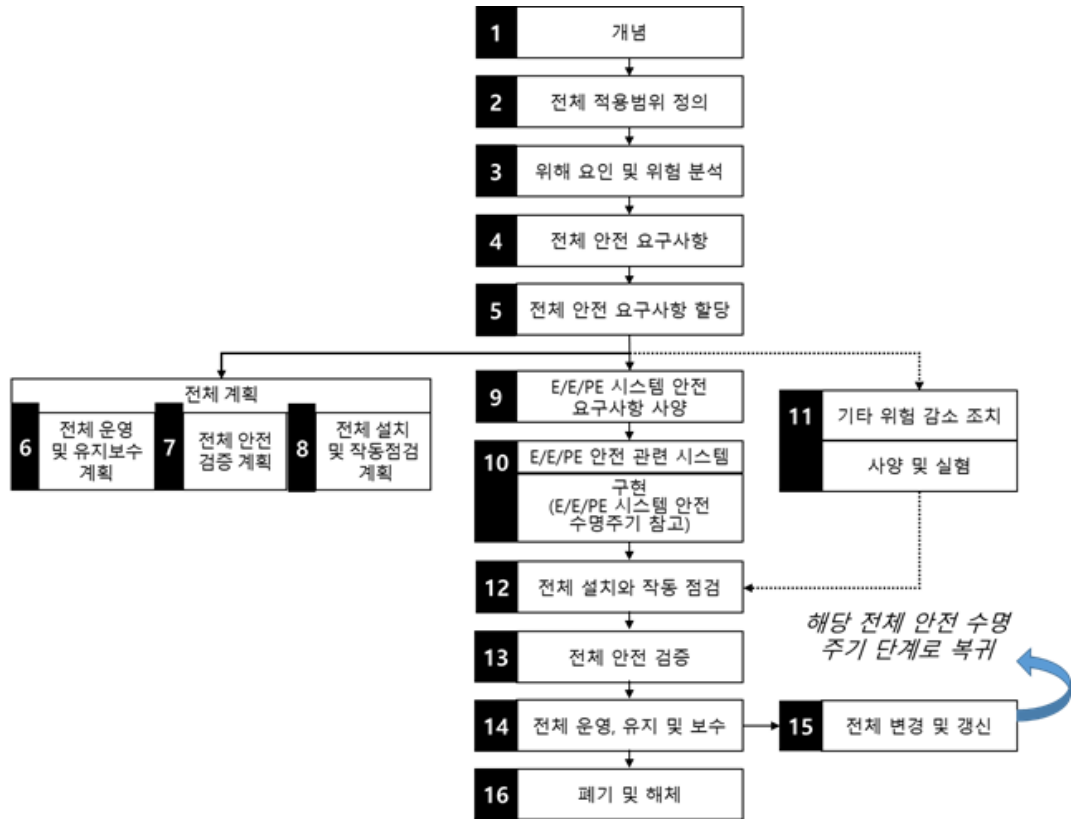 1 개념
2 전체 적용범위 정의
3 위해 요인 및 위험 분석
4 전체 안전 요구사항
5 전체 안전 요구사항 할당
전체 계획
6 전체 운영
및 유지보수
계획
7 전체 안전
검증 계획
8 전체 설치
및 작동점검
계획
9 E/E/PE 시스템 안전
요구사항 사양
10 E/E/PE 안전 관련 시스템
구현
(E/E/PE 시스템 안전
수명주기 참고)
11 기타 위험 감소 조치
사양 및 실혐
12 전체 설치와 작동 점검
해당 전체 안전 수명
주기 단계로 복귀
13 전체 안전 검증
14 전체 운영, 유지 및 보수
15 전체 변경 및 갱신
16 폐기 및 해체